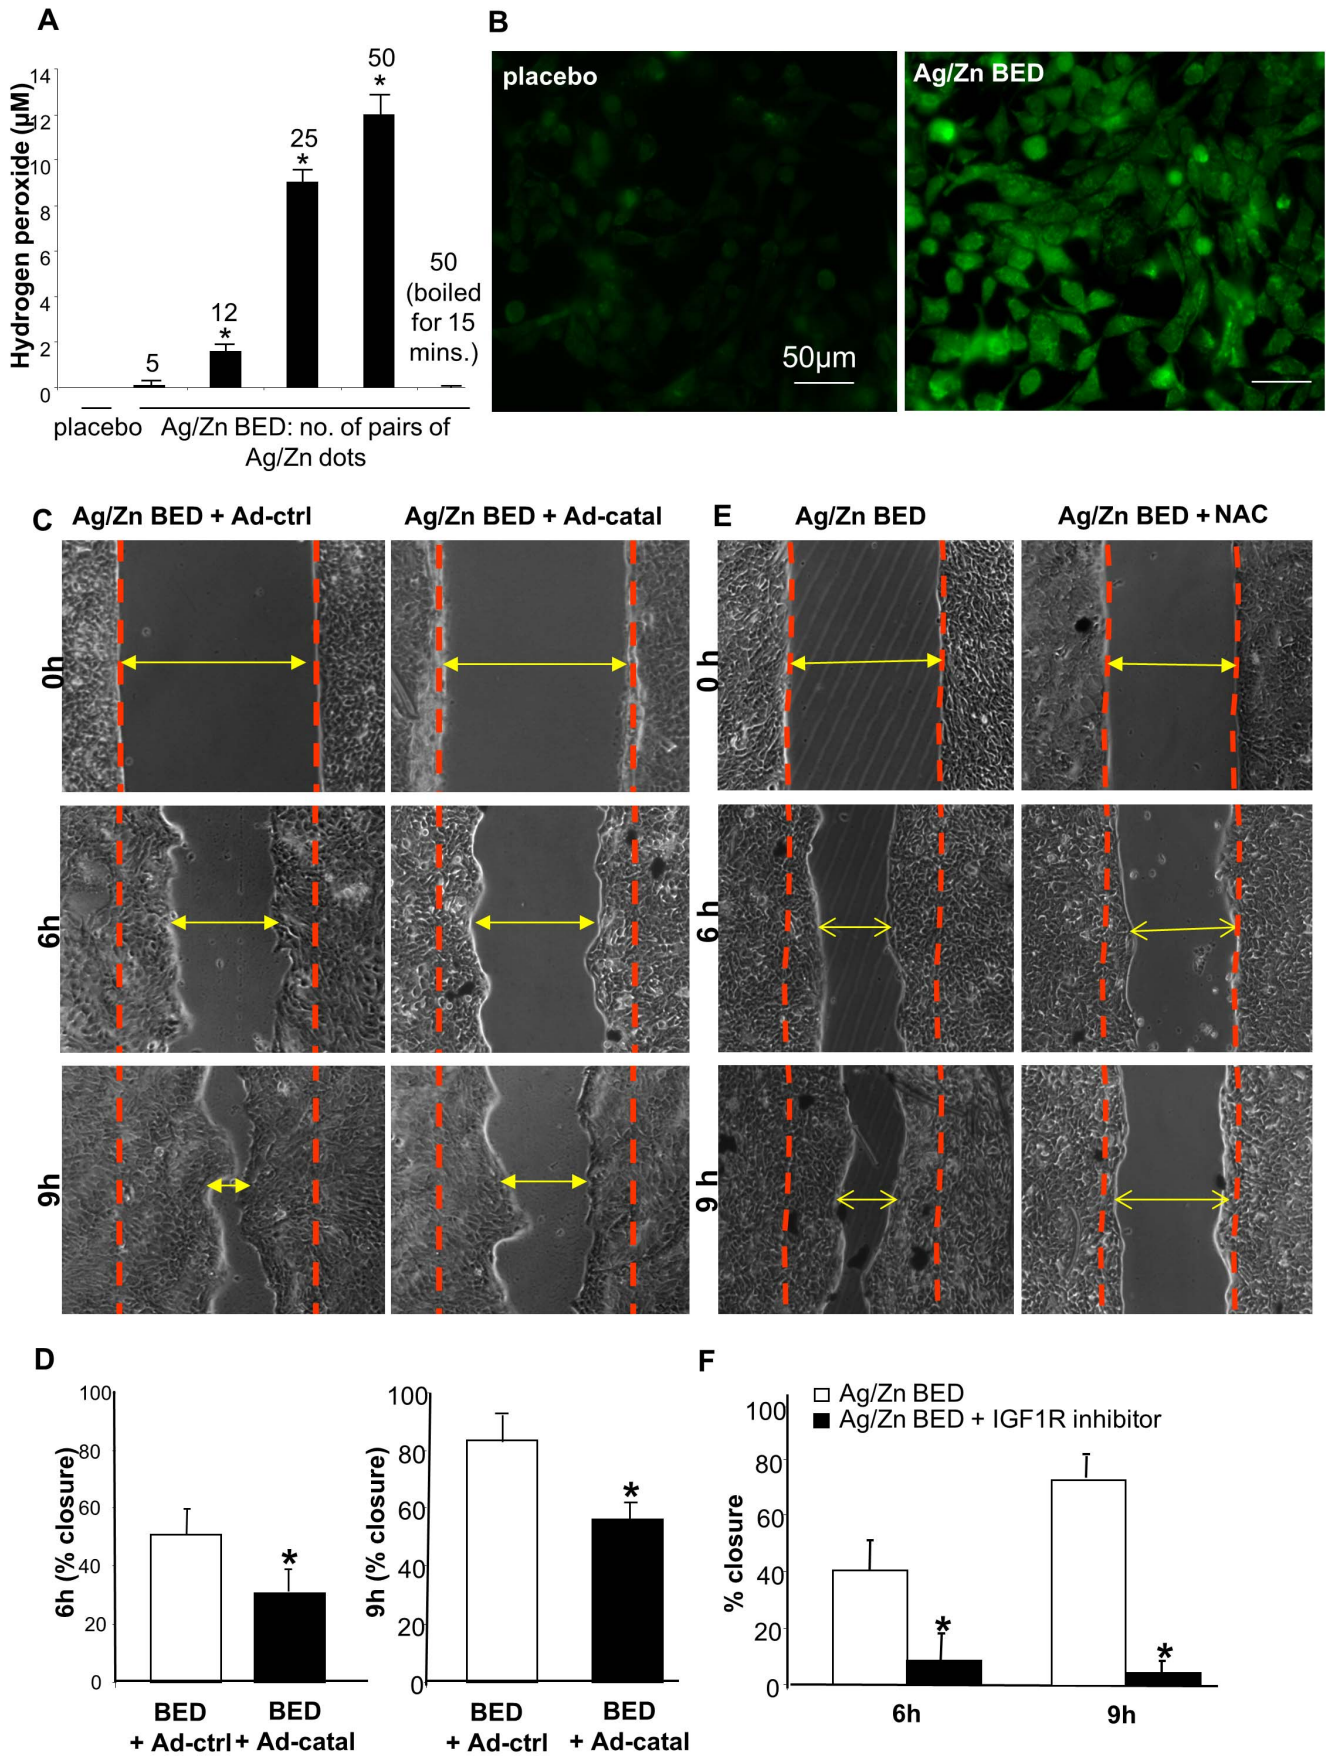 A
Hydrogen peroxide (µM)
14
12
10
8
6
4
2
0
5
12
*
25
*
50
*
50
(boiled
for 15
mins.)
placebo
Ag/Zn BED: no. of pairs of
Ag/Zn dots
B
placebo
50µm
Ag/Zn BED
C
Ag/Zn BED + Ad-ctrl
Ag/Zn BED + Ad-catal
0h
6h
9h
E
Ag/Zn BED
Ag/Zn BED + NAC
0 h
6 h
9 h
D
6h (% closure)
100
80
60
40
20
0
*
BED
+ Ad-ctrl
BED
+ Ad-catal
9h (% closure)
100
80
60
40
20
0
*
BED
+ Ad-ctrl
BED
+ Ad-catal
F
Ag/Zn BED
Ag/Zn BED + IGF1R inhibitor
% closure
100
80
60
40
20
0
*
*
6h
9h